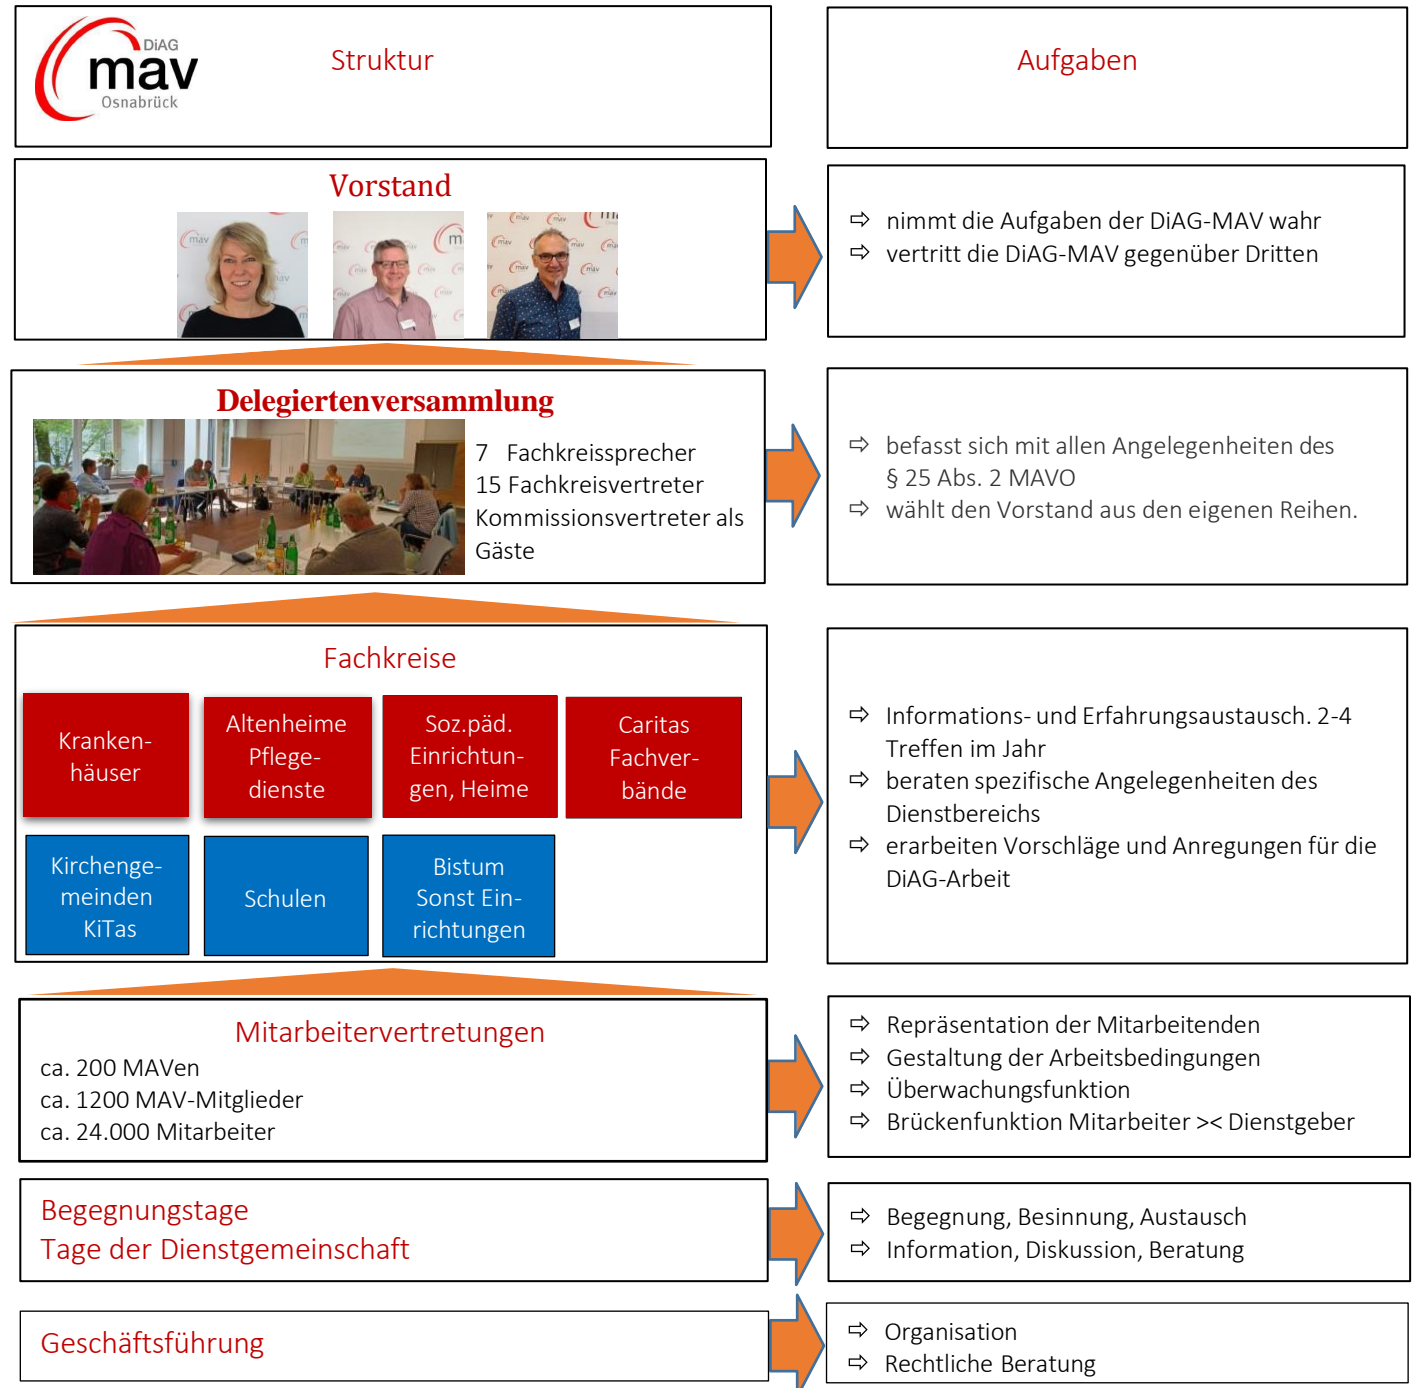 DiAG
mav
Osnabrück
Struktur
Aufgaben
Vorstand
⇨ nimmt die Aufgaben der DiAG-MAV wahr
⇨ vertritt die DiAG-MAV gegenüber Dritten
Delegiertenversammlung
7 Fachkreissprecher
15 Fachkreisvertreter
Kommissionsvertreter als
Gäste
⇨ befasst sich mit allen Angelegenheiten des
§ 25 Abs. 2 MAVO
⇨ wählt den Vorstand aus den eigenen Reihen.
Fachkreise
Kranken-
häuser
Altenheime
Pflege-
dienste
Soz.päd.
Einrichtun-
gen, Heime
Caritas
Fachver-
bände
Kirchenge-
meinden
KiTas
Schulen
Bistum
Sonst Ein-
richtungen
⇨ Informations- und Erfahrungsaustausch. 2-4
Treffen im Jahr
⇨ beraten spezifische Angelegenheiten des
Dienstbereichs
⇨ erarbeiten Vorschläge und Anregungen für die
DiAG-Arbeit
Mitarbeitervertretungen
ca. 200 MAVen
ca. 1200 MAV-Mitglieder
ca. 24.000 Mitarbeiter
⇨ Repräsentation der Mitarbeitenden
⇨ Gestaltung der Arbeitsbedingungen
⇨ Überwachungsfunktion
⇨ Brückenfunktion Mitarbeiter >< Dienstgeber
Begegnungstage
Tage der Dienstgemeinschaft
⇨ Begegnung, Besinnung, Austausch
⇨ Information, Diskussion, Beratung
Geschäftsführung
⇨ Organisation
⇨ Rechtliche Beratung